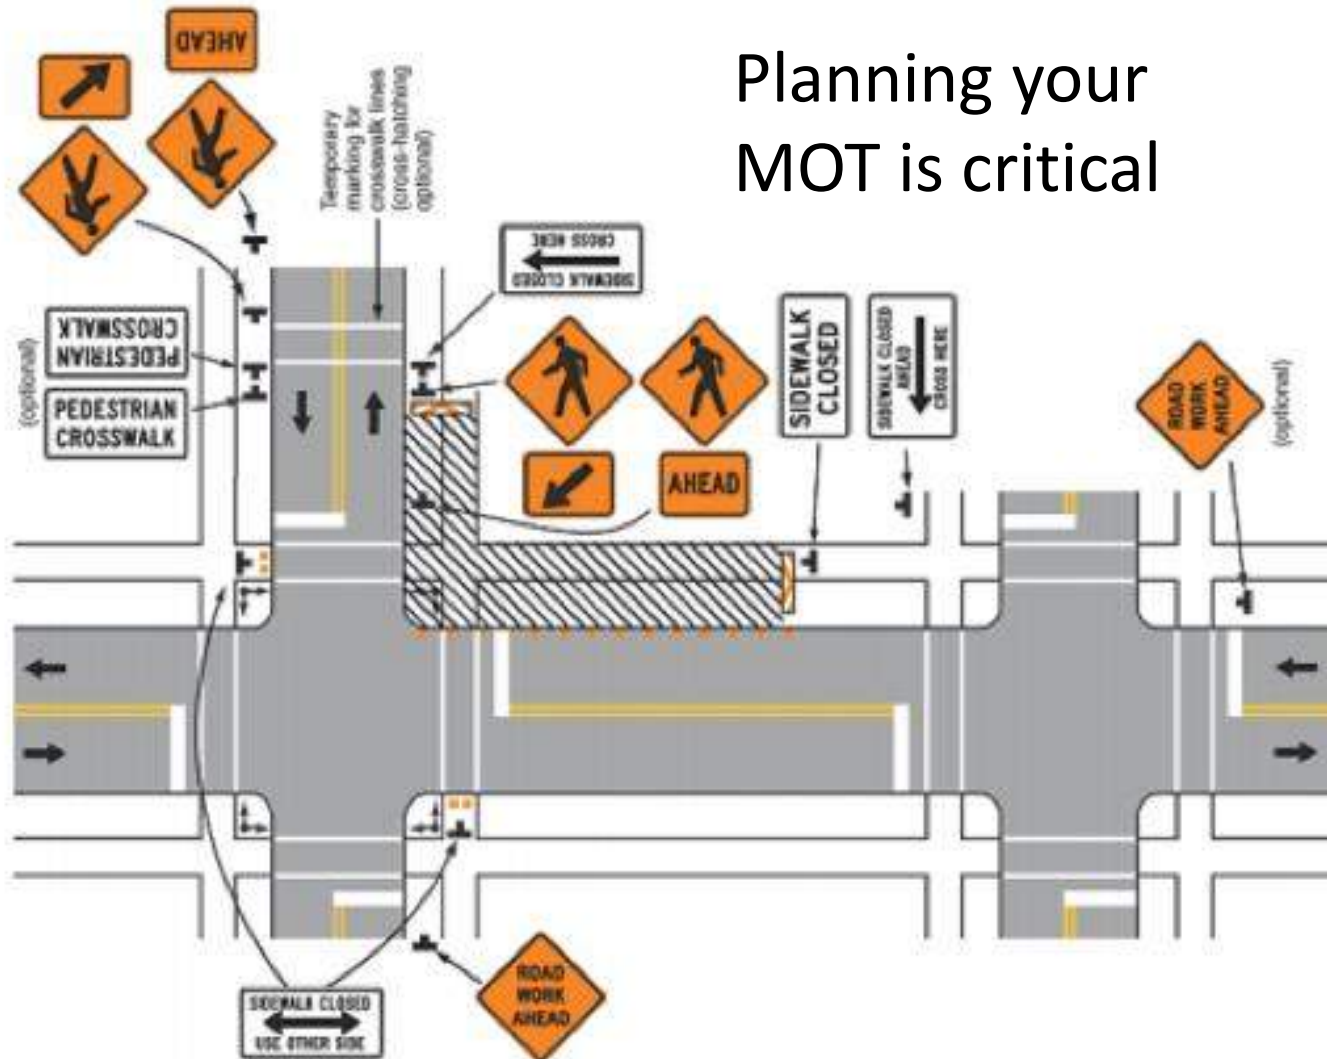 Planning your
MOT is critical
AHEAD
Temporary
marking for
crosswalk lines
(cross-hatching
optional)
SIDEWALK CLOSED
CROSS HERE
(optional)
PEDESTRIAN
CROSSWALK
PEDESTRIAN
CROSSWALK
AHEAD
SIDEWALK
CLOSED
SIDEWALK CLOSED
AHEAD
CROSS HERE
ROAD
WORK
AHEAD
(optional)
SIDEWALK CLOSED
USE OTHER SIDE
ROAD
WORK
AHEAD